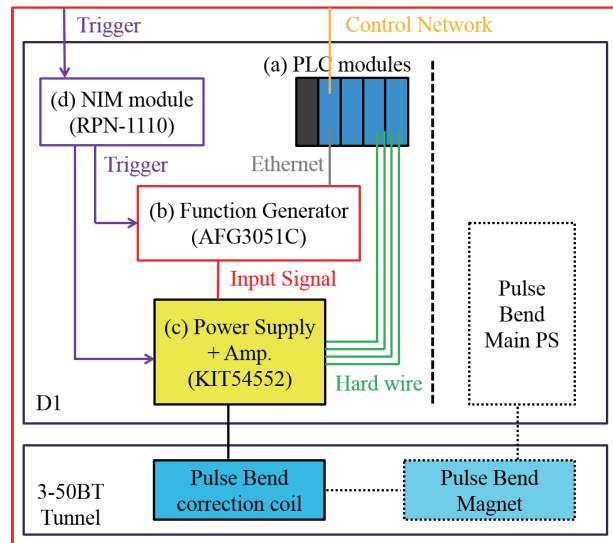 Trigger
Control Network
(a) PLC modules
(d) NIM module
(RPN-1110)
Trigger
Ethernet
(b) Function Generator
(AFG3051C)
Input Signal
Pulse
Bend
Main PS
(c) Power Supply
+ Amp.
(KIT54552)
Hard wire
D1
3-50BT
Tunnel
Pulse Bend
correction coil
Pulse Bend
Magnet